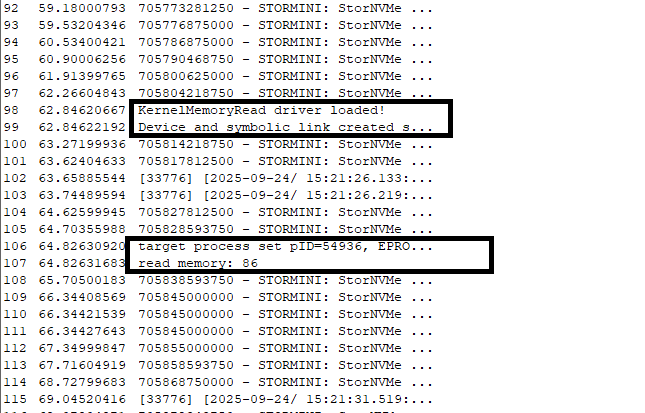 92 59.18000793 705773281250 - STORMINI: StorNVMe ...
93 59.53204346 705776875000 - STORMINI: StorNVMe ...
94 60.53400421 705786875000 - STORMINI: StorNVMe ...
95 60.90006256 705790468750 - STORMINI: StorNVMe ...
96 61.91399765 705800625000 - STORMINI: StorNVMe ...
97 62.26604843 705804218750 - STORMINI: StorNVMe ...
98 62.84620667 KernelMemoryRead driver loaded!
99 62.84622192 Device and symbolic link created s...
100 63.27199936 705814218750 - STORMINI: StorNVMe ...
101 63.62404633 705817812500 - STORMINI: StorNVMe ...
102 63.65885544 [33776] [2025-09-24/ 15:21:26.133:...
103 63.74489594 [33776] [2025-09-24/ 15:21:26.219:...
104 64.62599945 705827812500 - STORMINI: StorNVMe ...
105 64.70355988 705828593750 - STORMINI: StorNVMe ...
106 64.82630920 target process set pID=54936, EPRO...
107 64.82631683 read memory: 86
108 65.70500183 705838593750 - STORMINI: StorNVMe ...
109 66.34408569 705845000000 - STORMINI: StorNVMe ...
110 66.34421539 705845000000 - STORMINI: StorNVMe ...
111 66.34427643 705845000000 - STORMINI: StorNVMe ...
112 67.34999847 705855000000 - STORMINI: StorNVMe ...
113 67.71604919 705858593750 - STORMINI: StorNVMe ...
114 68.72799683 705868750000 - STORMINI: StorNVMe ...
115 69.04520416 [33776] [2025-09-24/ 15:21:31.519:...